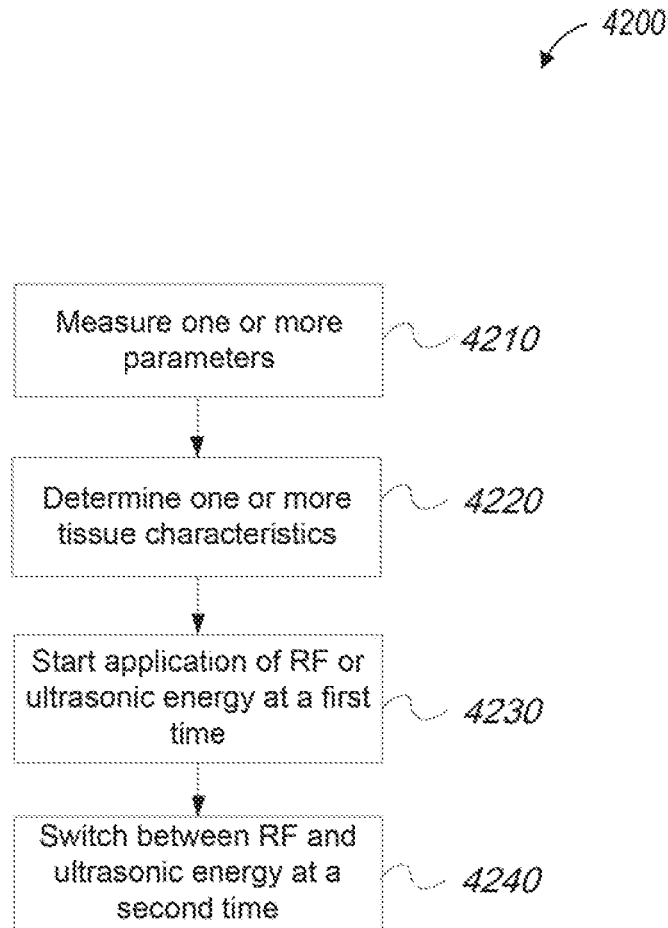 4200
Measure one or more
parameters
4210
Determine one or more
tissue characteristics
4220
Start application of RF or
ultrasonic energy at a first
time
4230
Switch between RF and
ultrasonic energy at a
second time
4240